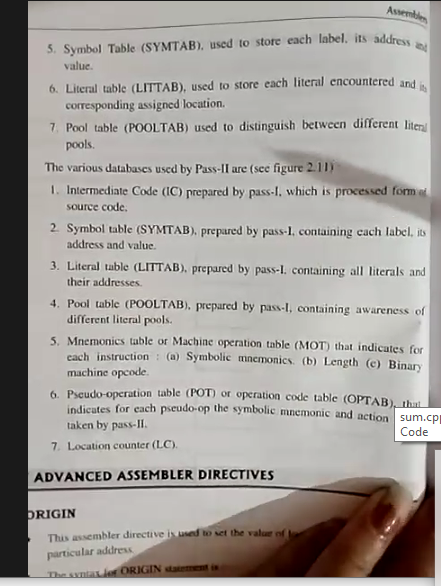 Assembler
5. Symbol Table (SYMTAB), used to store each label, its address and
value.
6. Literal table (LITTAB), used to store each literal encountered and its
corresponding assigned location.
7. Pool table (POOLTAB) used to distinguish between different literal
pools.
The various databases used by Pass-II are (see figure 2.11)
1. Intermediate Code (IC) prepared by pass-I, which is processed form of
source code.
2. Symbol table (SYMTAB), prepared by pass-I, containing each label, its
address and value.
3. Literal table (LITTAB), prepared by pass-I, containing all literals and
their addresses.
4. Pool table (POOLTAB), prepared by pass-I, containing awareness of
different literal pools.
5. Mnemonics table or Machine operation table (MOT) that indicates for
each instruction : (a) Symbolic mnemonics. (b) Length (c) Binary
machine opcode.
6. Pseudo-operation table (POT) or operation code table (OPTAB), that
indicates for each pseudo-op the symbolic mnemonic and action
taken by pass-II.
sum.cpp
Code
7. Location counter (LC).
ADVANCED ASSEMBLER DIRECTIVES
ORIGIN
This assembler directive is used to set the value of
particular address
The syntax for ORIGIN statement is